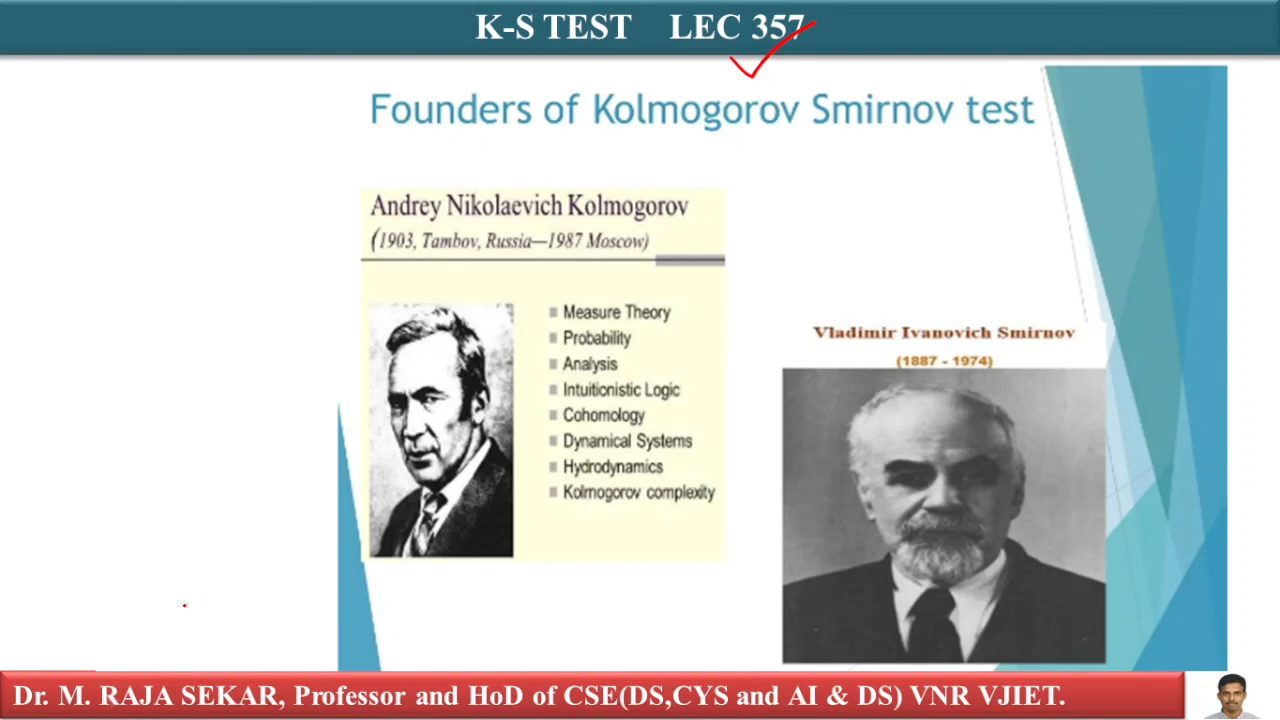 K-S TEST LEC 357
Founders of Kolmogorov Smirnov test
Andrey Nikolaevich Kolmogorov
(1903, Tambov, Russia—1987 Moscow)
Measure Theory
Probability
Analysis
Intuitionistic Logic
Cohomology
Dynamical Systems
Hydrodynamics
Kolmogorov complexity
Vladimir Ivanovich Smirnov
(1887 - 1974)
Dr. M. RAJA SEKAR, Professor and HoD of CSE(DS,CYS and AI & DS) VNR VJIET.